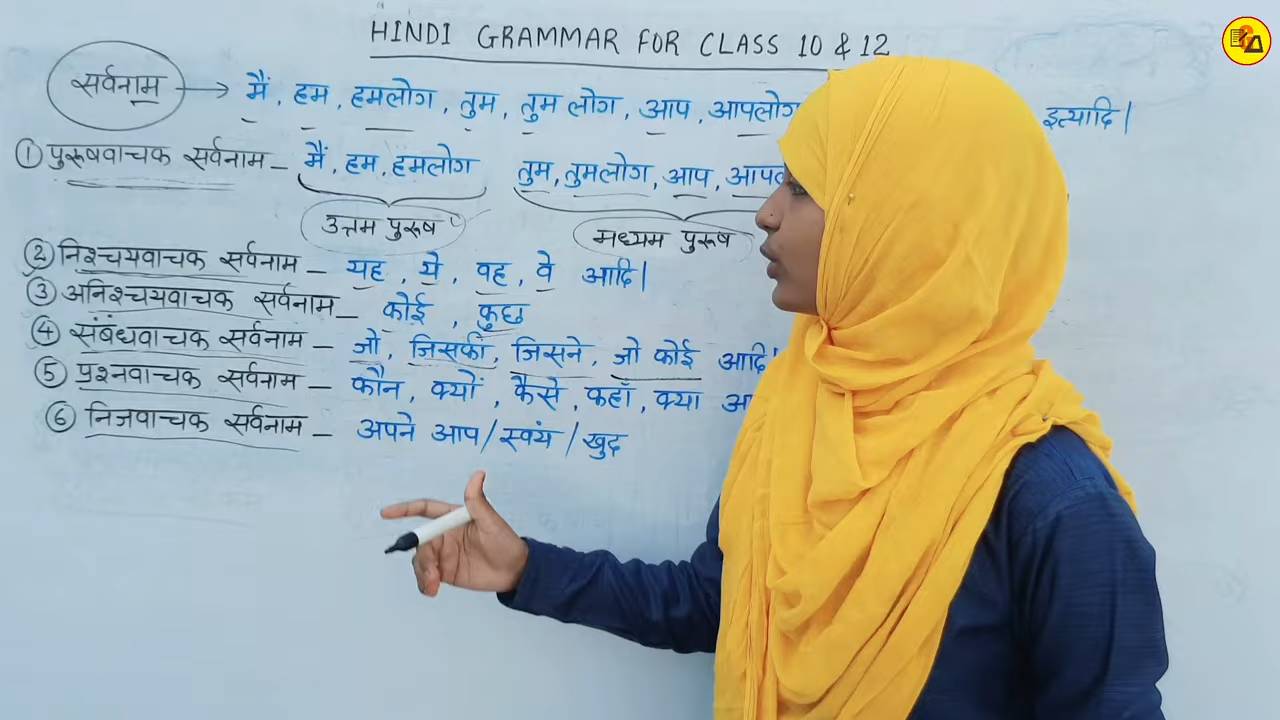 HINDI GRAMMAR FOR CLASS 10 & 12
सर्वनाम → मैं, हम, हमलोग, तुम, तुम लोग, आप, आपलोग इत्यादि।
① पुरूषवाचक सर्वनाम – मैं, हम, हमलोग तुम, तुमलोग, आप,
उत्तम पुरूष मध्यम पुरूष
② निश्चयवाचक सर्वनाम – यह, ये, वह, वे आदि।
③ अनिश्चयवाचक सर्वनाम – कोई, कुछ
④ संबंधवाचक सर्वनाम – जो, जिसकी, जिसने, जो कोई आदि।
⑤ प्रश्नवाचक सर्वनाम – कौन, क्यों, कैसे, कहाँ, क्या
⑥ निजवाचक सर्वनाम – अपने आप/स्वयं/खुद